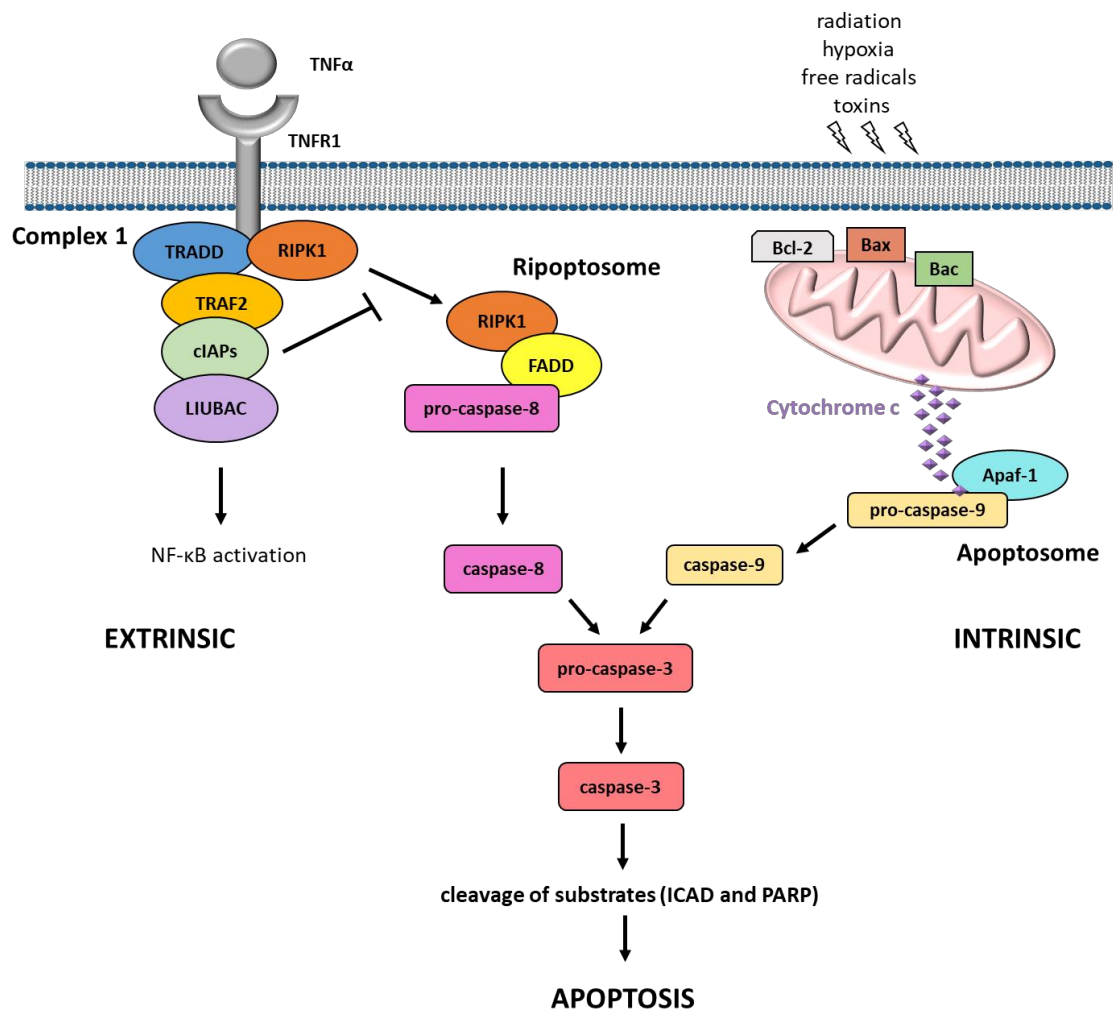 radiation
hypoxia
free radicals
toxins
TNFα
TNFR1
Complex 1
TRADD
RIPK1
TRAF2
cIAPs
LIUBAC
NF-κB activation
EXTRINSIC
Ripoptosome
RIPK1
FADD
pro-caspase-8
caspase-8
Bcl-2
Bax
Bac
Cytochrome c
Apaf-1
pro-caspase-9
Apoptosome
caspase-9
INTRINSIC
pro-caspase-3
caspase-3
cleavage of substrates (ICAD and PARP)
APOPTOSIS